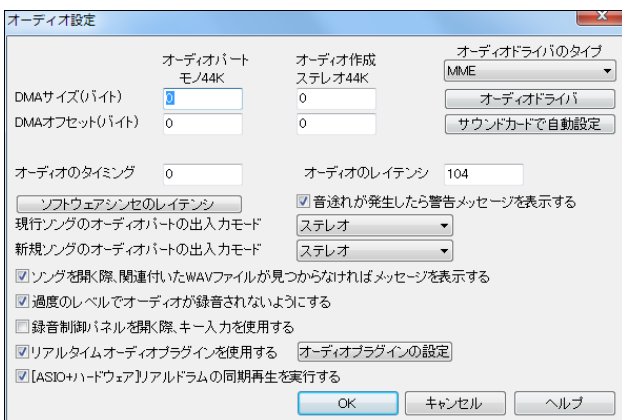 オーディオ設定
オーディオパート
モノ44K
オーディオ作成
ステレオ44K
オーディオドライバのタイプ
MME
DMAサイズ(バイト) 0 0
オーディオドライバ
DMAオフセット(バイト) 0 0
サウンドカードで自動設定
オーディオのタイミング 0 オーディオのレイテンシ 104
ソフトウェアシンセのレイテンシ
音途れが発生したら警告メッセージを表示する
現行ソングのオーディオパートの出入力モード ステレオ
新規ソングのオーディオパートの出入力モード ステレオ
ソングを開く際、関連付いたWAVファイルが見つからなければメッセージを表示する
過度のレベルでオーディオが録音されないようにする
録音制御パネルを開く際、キー入力を使用する
リアルタイムオーディオプラグインを使用する オーディオプラグインの設定
[ASIO+ハードウェア]リアルドラムの同期再生を実行する
OK キャンセル ヘルプ